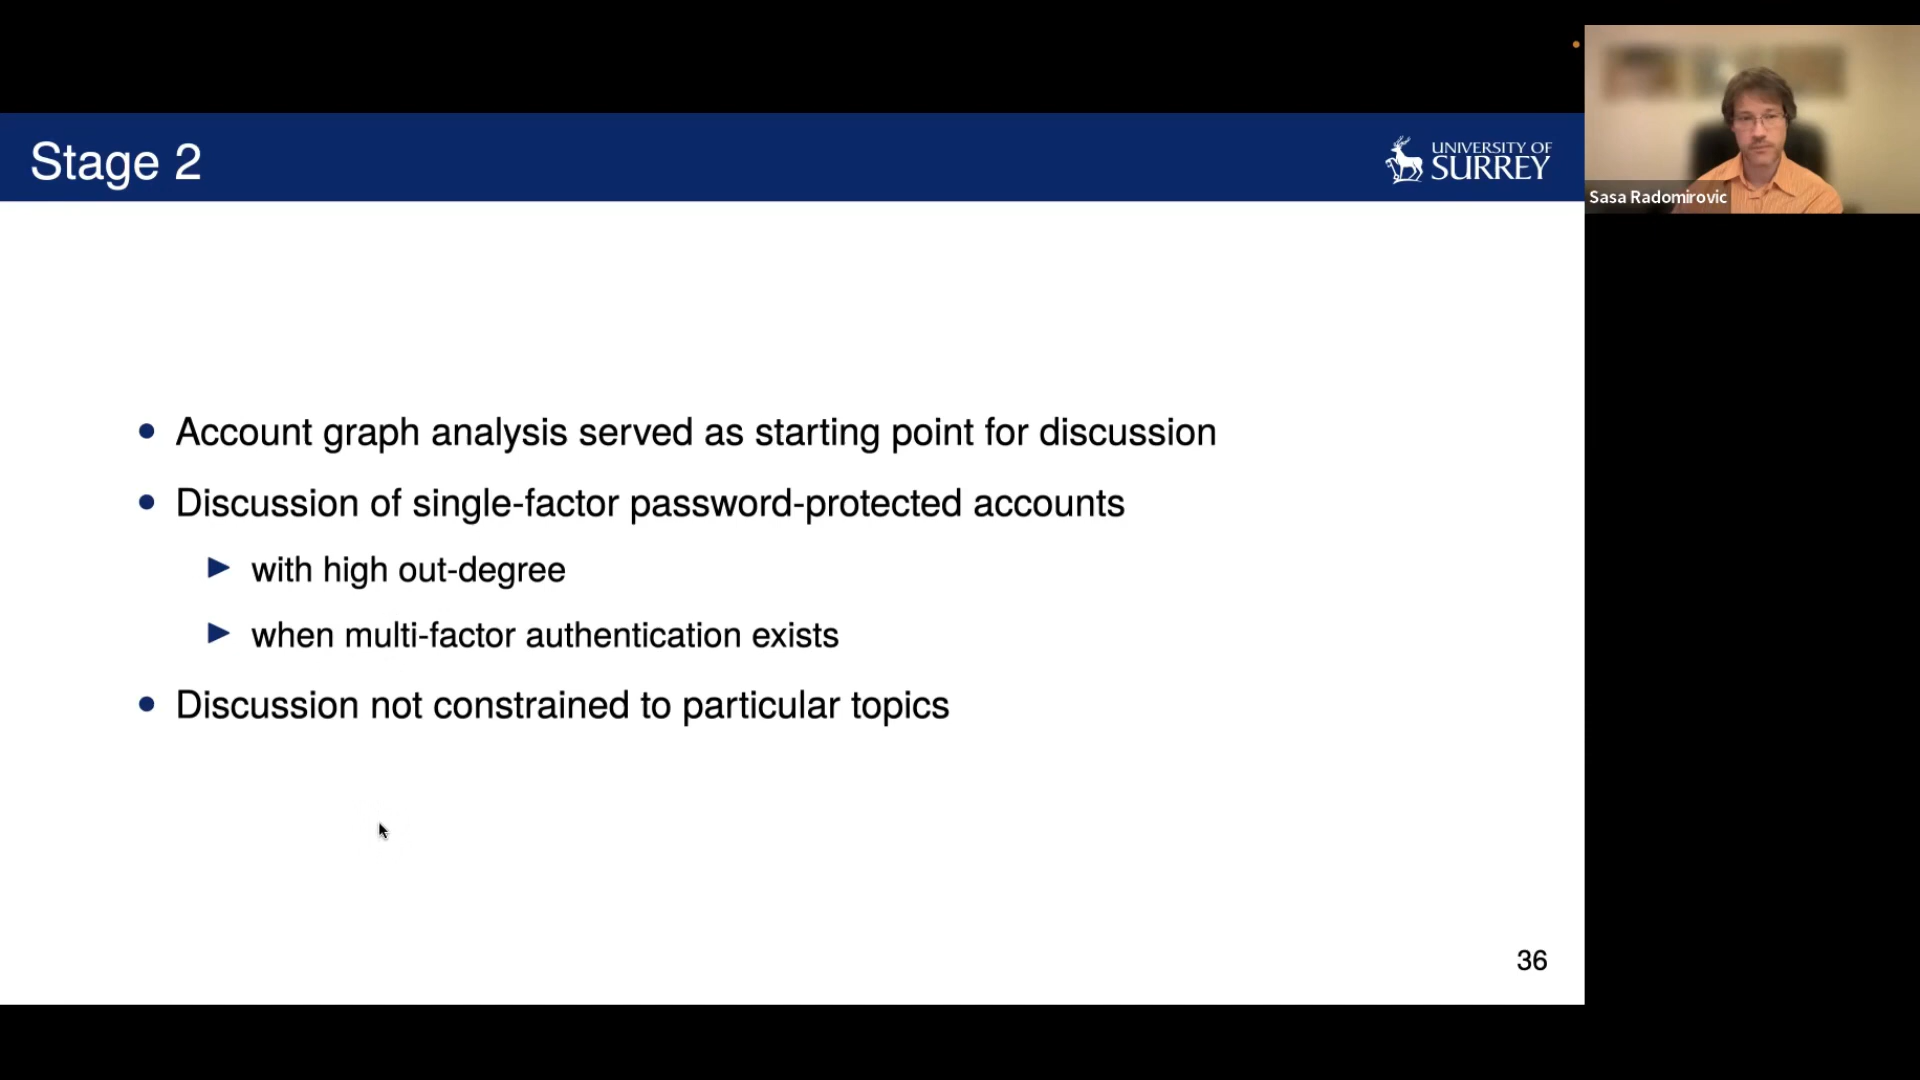 Stage 2
UNIVERSITY OF
SURREY
Sasa Radomirovic
Account graph analysis served as starting point for discussion
Discussion of single-factor password-protected accounts
with high out-degree
when multi-factor authentication exists
Discussion not constrained to particular topics
36